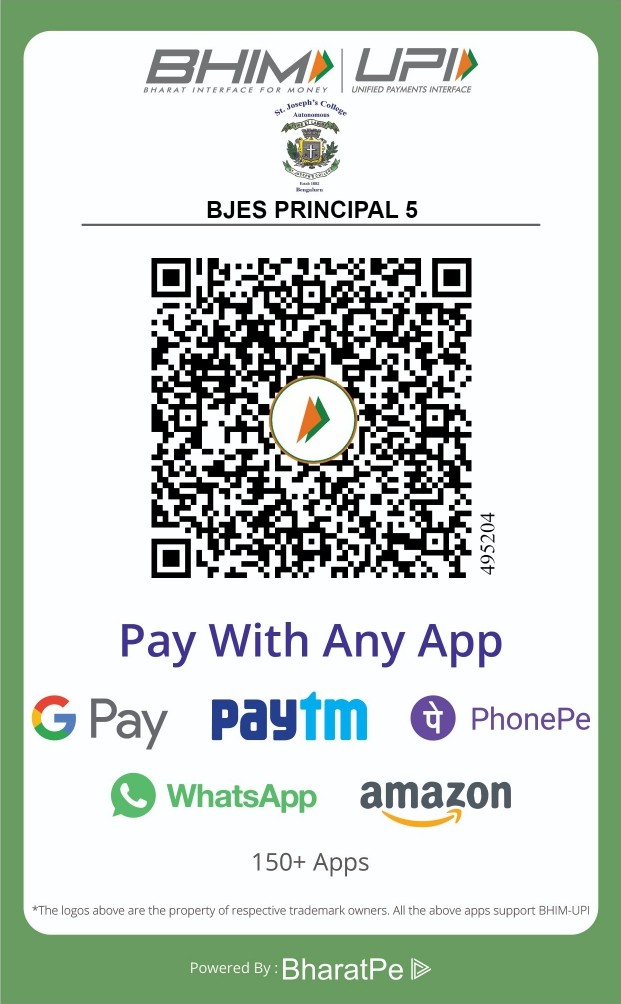 BHIM UPI
BHARAT INTERFACE FOR MONEY UNIFIED PAYMENTS INTERFACE
St. Joseph's College
Autonomous
Estab 1882
Bengaluru
BJES PRINCIPAL 5
495204
Pay With Any App
G Pay paytm पे PhonePe
WhatsApp amazon
150+ Apps
*The logos above are the property of respective trademark owners. All the above apps support BHIM-UPI
Powered By : BharatPe